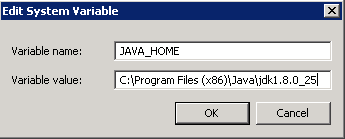 Edit System Variable
Variable name: JAVA_HOME
Variable value: C:\Program Files (x86)\Java\jdk1.8.0_25
OK Cancel